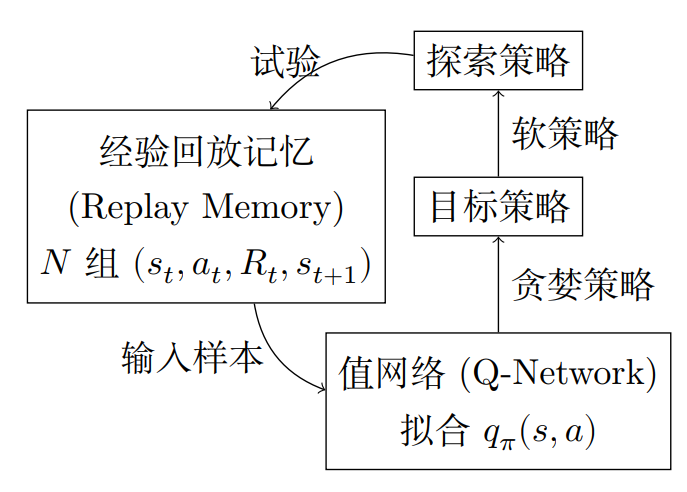 试验
探索策略
软策略
经验回放记忆
(Replay Memory)
N 组 (s_t, a_t, R_t, s_{t+1})
目标策略
贪婪策略
输入样本
值网络 (Q-Network)
拟合 q_π(s, a)